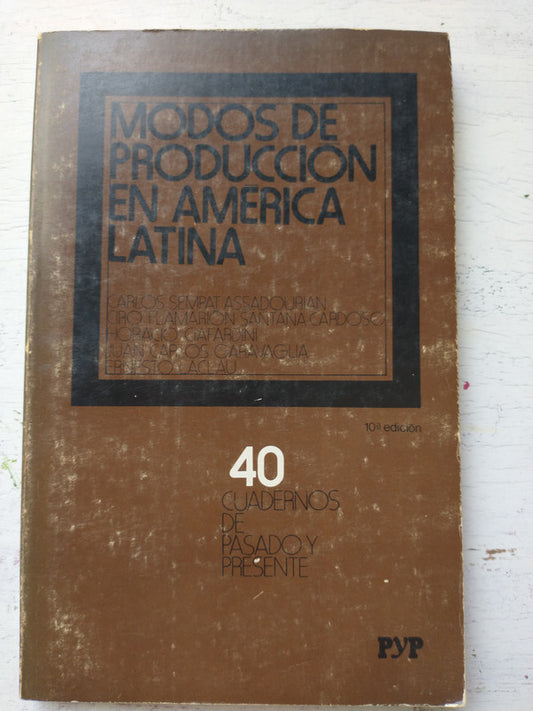 MODOS DE
PRODUCCION
EN AMERICA
LATINA
CARLOS SEMPAT ASSADOURIAN
CIRO FLAMARION SANTANA CARDOSO
HORACIO CIAFARDINI
JUAN CARLOS GARAVAGLIA
ERNESTO LACLAU
10ª edición
40
CUADERNOS
DE
PASADO Y
PRESENTE
PYP